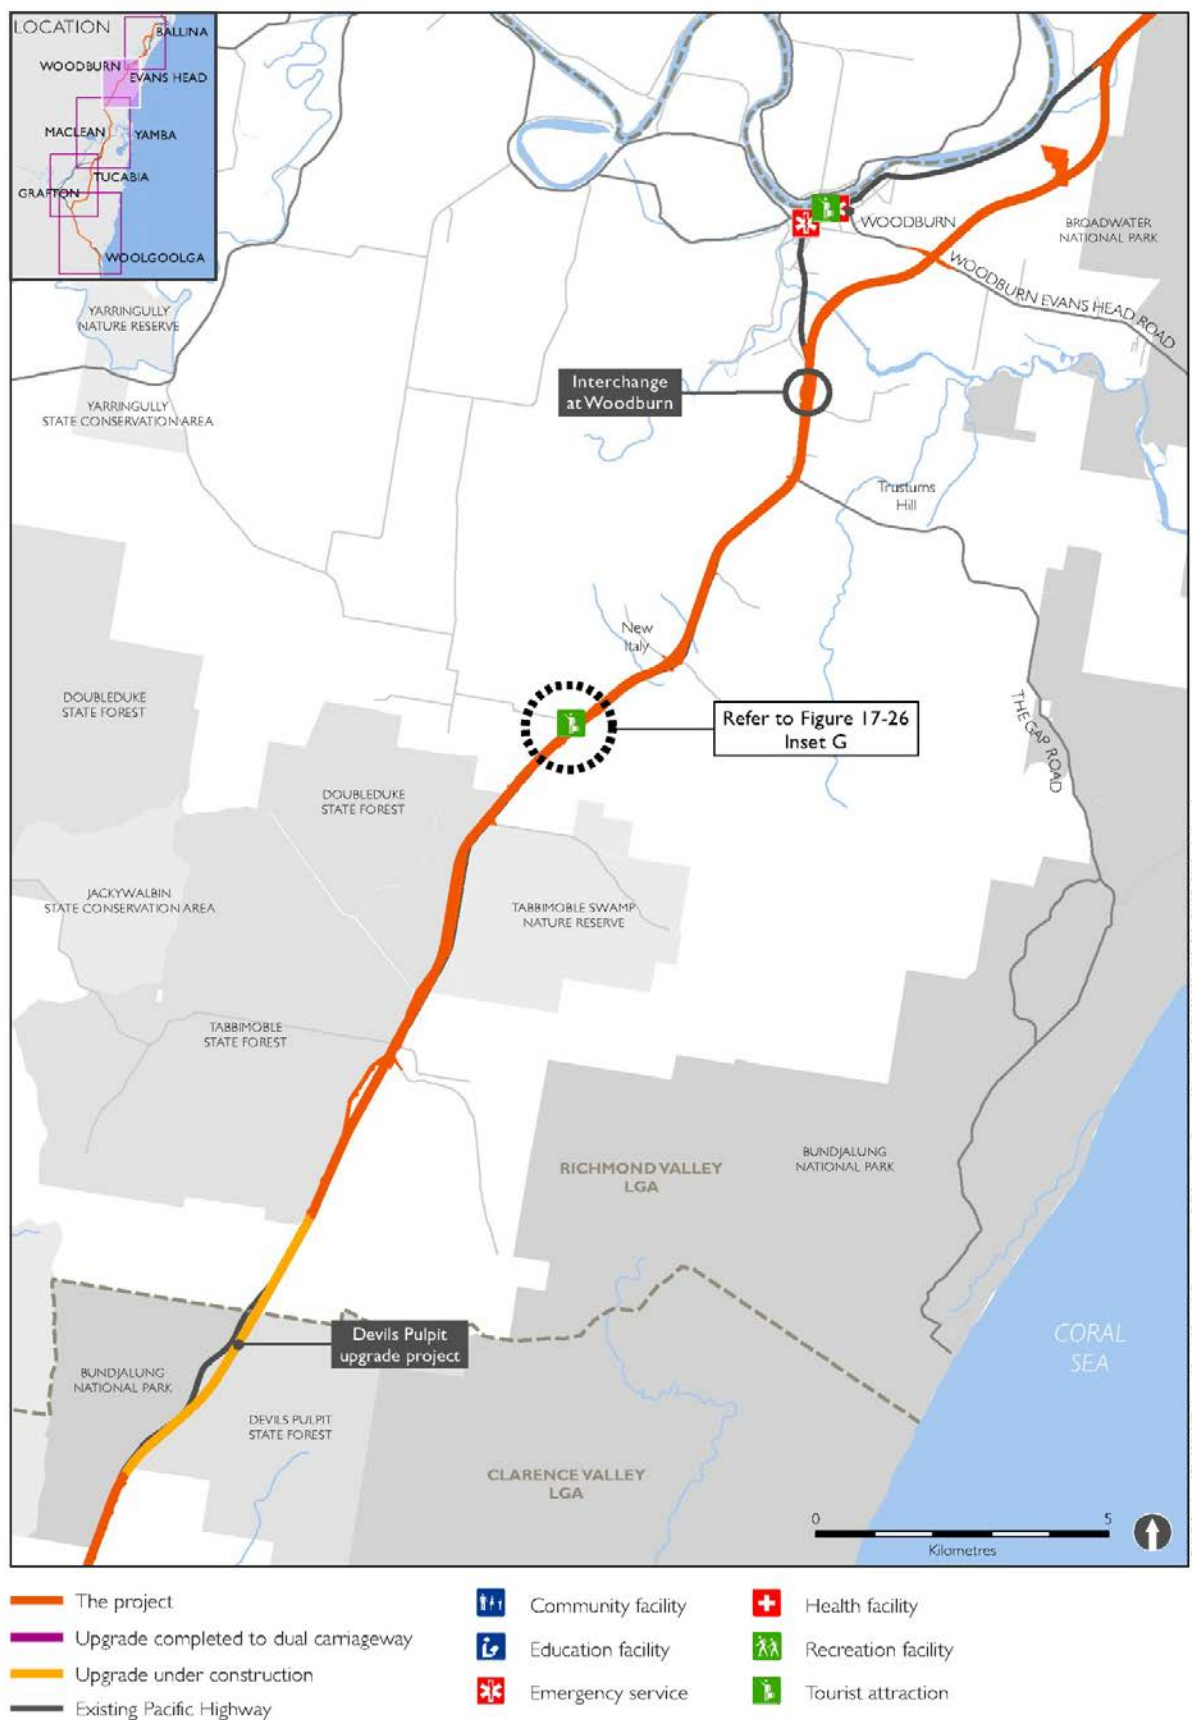 LOCATION
BALLINA
WOODBURN
EVANS HEAD
MACLEAN
YAMBA
TUCABIA
GRAFTON
WOOLGOOLGA
YARRINGULLY
NATURE RESERVE
YARRINGULLY
STATE CONSERVATION AREA
WOODBURN
BROADWATER
NATIONAL PARK
WOODBURN EVANS HEAD ROAD
Interchange
at Woodburn
Trustums
Hill
New
Italy
DOUBLEDUKE
STATE FOREST
Refer to Figure 17-26
Inset G
THE GAP ROAD
DOUBLEDUKE
STATE FOREST
JACKYWALBIN
STATE CONSERVATION AREA
TABBIMOBLE SWAMP
NATURE RESERVE
TABBIMOBLE
STATE FOREST
RICHMOND VALLEY
LGA
BUNDJALUNG
NATIONAL PARK
Devils Pulpit
upgrade project
CORAL
SEA
BUNDJALUNG
NATIONAL PARK
DEVILS PULPIT
STATE FOREST
CLARENCE VALLEY
LGA
0 5
Kilometres
The project
Upgrade completed to dual carriageway
Upgrade under construction
Existing Pacific Highway
Community facility
Education facility
Emergency service
Health facility
Recreation facility
Tourist attraction